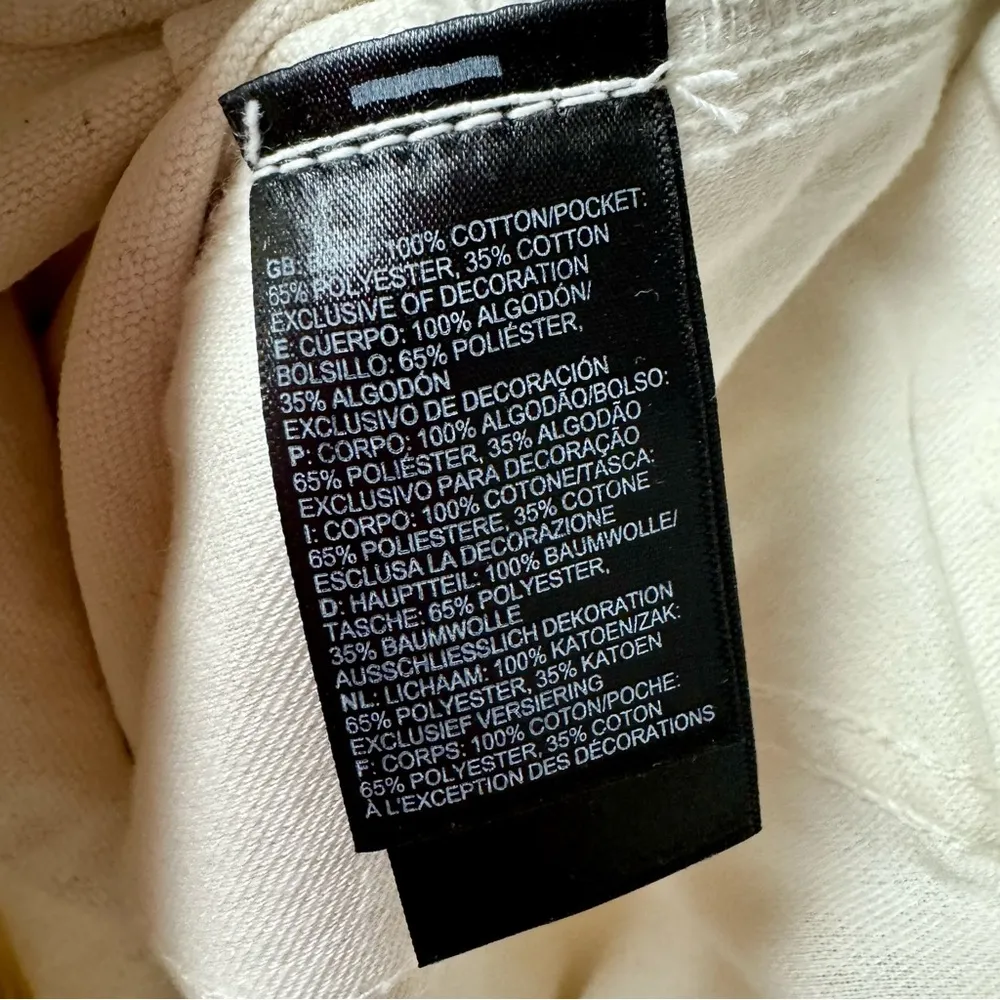 GB: 100% COTTON/POCKET:
65% POLYESTER, 35% COTTON
EXCLUSIVE OF DECORATION
E: CUERPO: 100% ALGODÓN/
BOLSILLO: 65% POLIÉSTER,
35% ALGODÓN
EXCLUSIVO DE DECORACIÓN
P: CORPO: 100% ALGODÃO/BOLSO:
65% POLIÉSTER, 35% ALGODÃO
EXCLUSIVO PARA DECORAÇÃO
I: CORPO: 100% COTONE/TASCA:
65% POLIESTERE, 35% COTONE
ESCLUSA LA DECORAZIONE
D: HAUPTTEIL: 100% BAUMWOLLE/
TASCHE: 65% POLYESTER,
35% BAUMWOLLE
AUSSCHLIESSLICH DEKORATION
NL: LICHAAM: 100% KATOEN/ZAK:
65% POLYESTER, 35% KATOEN
EXCLUSIEF VERSIERING
F: CORPS: 100% COTON/POCHE:
65% POLYESTER, 35% COTON
À L'EXCEPTION DES DÉCORATIONS